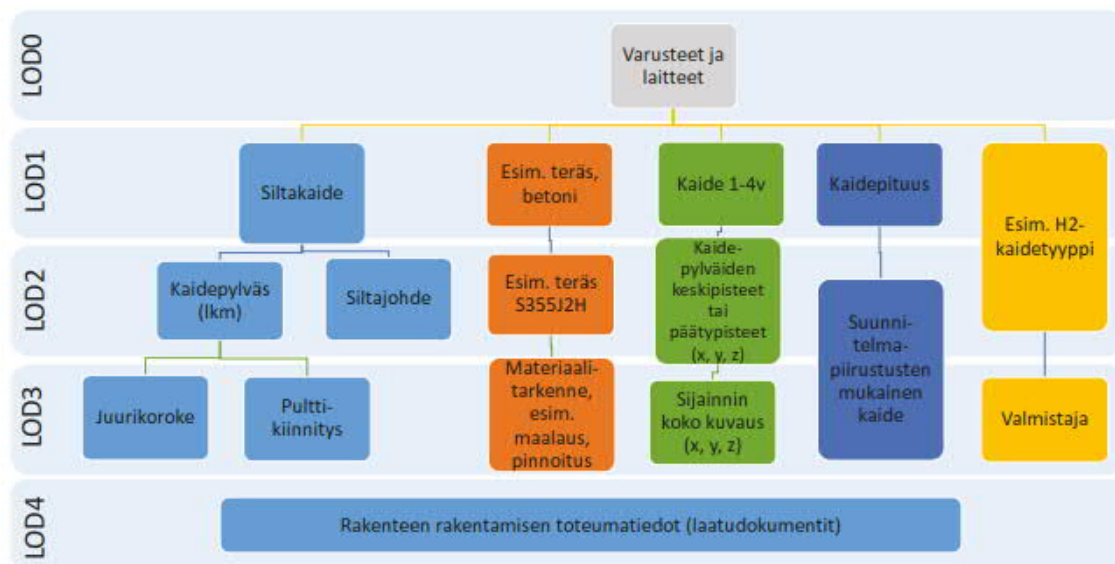 LOD0
Varusteet ja
laitteet
LOD1
Siltakaide
Esim. teräs,
betoni
Kaide 1-4v
Kaidepituus
Esim. H2-
kaidetyyppi
LOD2
Kaidepylväs
(lkm)
Siltajohde
Esim. teräs
S355J2H
Kaide-
pylväiden
keskipisteet
tai
päätypisteet
(x, y, z)
Suunni-
telma-
piirustusten
mukainen
kaide
LOD3
Juurikoroke
Pultti-
kiinnitys
Materiaali-
tarkenne,
esim.
maalaus,
pinnoitus
Sijainnin
koko kuvaus
(x, y, z)
Valmistaja
LOD4
Rakenteen rakentamisen toteumatiedot (laatudokumentit)